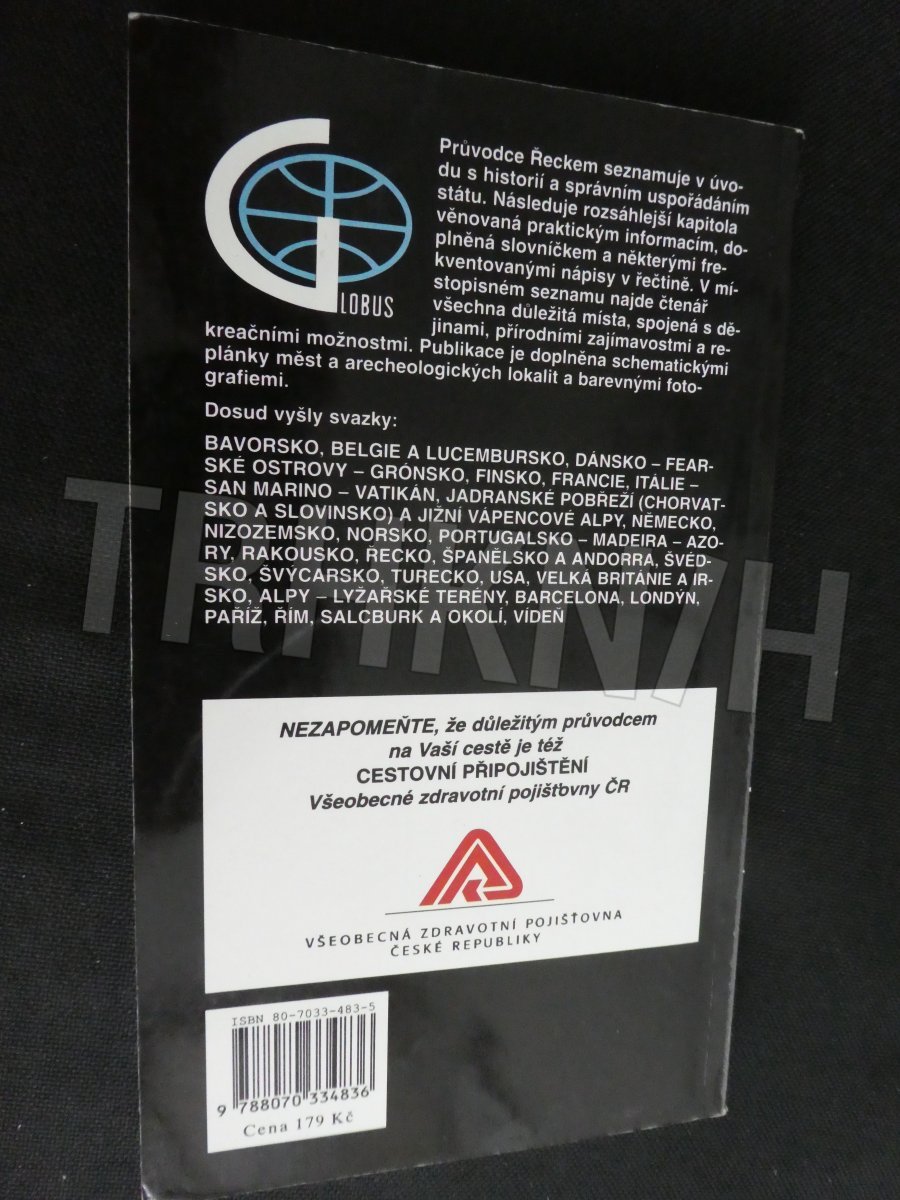 Průvodce Řeckem seznamuje v úvo-
du s historií a správním uspořádáním
státu. Následuje rozsáhlejší kapitola
věnovaná praktickým informacím, do-
plněná slovníčkem a některými fre-
kventovanými nápisy v řečtině. V mí-
stopisném seznamu najde čtenář
všechna důležitá místa, spojená s dě-
jinami, přírodními zajímavostmi a re-
kreačními možnostmi. Publikace je doplněna schematickými
plánky měst a arecheologických lokalit a barevnými foto-
grafiemi.
GLOBUS
Dosud vyšly svazky:
BAVORSKO, BELGIE A LUCEMBURSKO, DÁNSKO – FEAR-
SKÉ OSTROVY – GRÓNSKO, FINSKO, FRANCIE, ITÁLIE –
SAN MARINO – VATIKÁN, JADRANSKÉ POBŘEŽÍ (CHORVAT-
SKO A SLOVINSKO) A JIŽNÍ VÁPENCOVÉ ALPY, NĚMECKO,
NIZOZEMSKO, NORSKO, PORTUGALSKO – MADEIRA – AZO-
RY, RAKOUSKO, ŘECKO, ŠPANĚLSKO A ANDORRA, ŠVÉD-
SKO, ŠVÝCARSKO, TURECKO, USA, VELKÁ BRITÁNIE A IR-
SKO, ALPY – LYŽAŘSKÉ TERÉNY, BARCELONA, LONDÝN,
PAŘÍŽ, ŘÍM, SALCBURK A OKOLÍ, VÍDEŇ
NEZAPOMEŇTE, že důležitým průvodcem
na Vaší cestě je též
CESTOVNÍ PŘIPOJIŠTĚNÍ
Všeobecné zdravotní pojišťovny ČR
VŠEOBECNÁ ZDRAVOTNÍ POJIŠŤOVNA
ČESKÉ REPUBLIKY
ISBN 80-7033-483-5
9 788070 334836
Cena 179 Kč